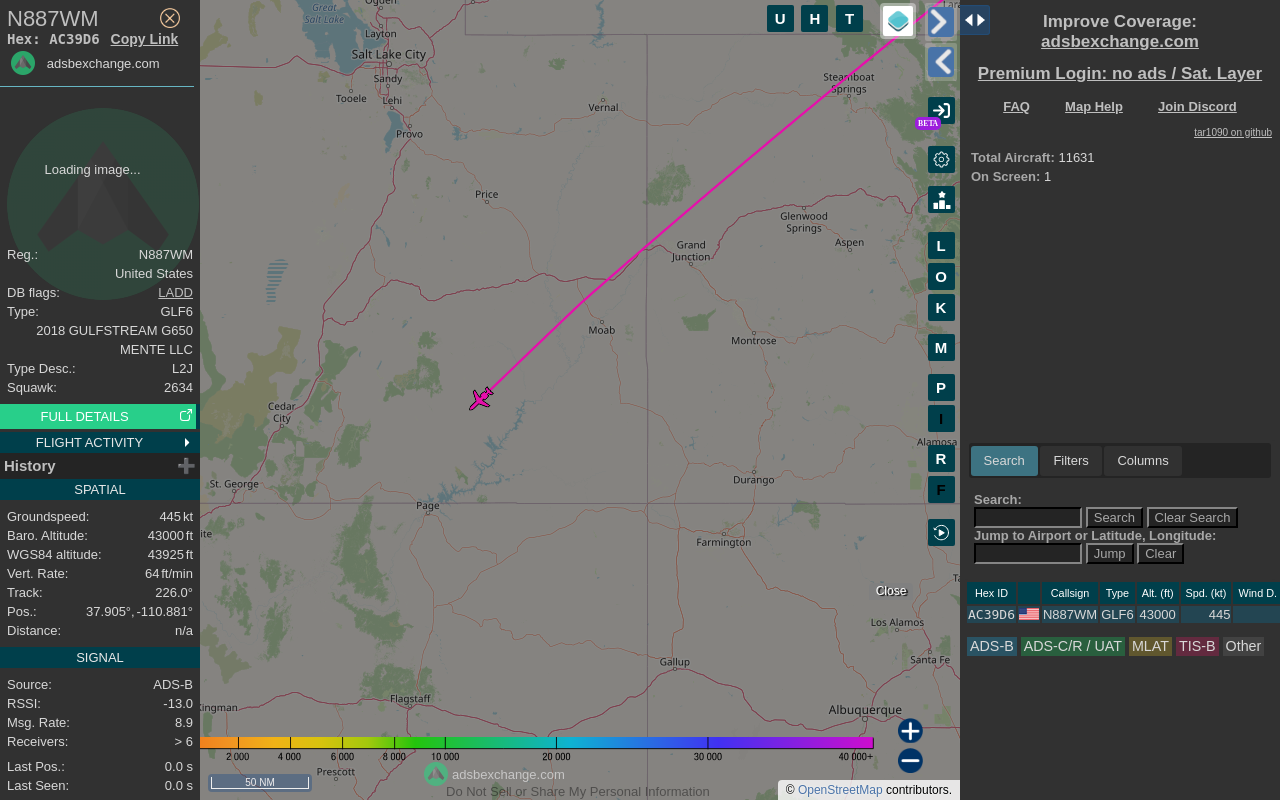 N887WM
Hex: AC39D6 Copy Link
adsbexchange.com
Loading image...
Reg.: N887WM
United States
DB flags: LADD
Type: GLF6
2018 GULFSTREAM G650
MENTE LLC
Type Desc.: L2J
Squawk: 2634
FULL DETAILS
FLIGHT ACTIVITY
History
SPATIAL
Groundspeed: 445 kt
Baro. Altitude: 43000 ft
WGS84 altitude: 43925 ft
Vert. Rate: 64 ft/min
Track: 226.0°
Pos.: 37.905°, -110.881°
Distance: n/a
SIGNAL
Source: ADS-B
RSSI: -13.0
Msg. Rate: 8.9
Receivers: > 6
Last Pos.: 0.0 s
Last Seen: 0.0 s
Ogden
Great
Salt Lake
Layton
Salt Lake City
Sandy
Tooele
Lehi
Provo
Vernal
Steamboat
Springs
Price
Glenwood
Springs
Aspen
Grand
Junction
Moab
Montrose
Cedar
City
St. George
Page
Alamosa
Durango
Farmington
Close
Los Alamos
Santa Fe
Gallup
Albuquerque
Flagstaff
Kingman
Prescott
2 000 4 000 6 000 8 000 10 000 20 000 30 000 40 000+
50 NM
adsbexchange.com
Do Not Sell or Share My Personal Information
© OpenStreetMap contributors.
U H T
BETA
L
O
K
M
P
I
R
F
Improve Coverage:
adsbexchange.com
Premium Login: no ads / Sat. Layer
FAQ Map Help Join Discord
tar1090 on github
Total Aircraft: 11631
On Screen: 1
Search Filters Columns
Search:
Search Clear Search
Jump to Airport or Latitude, Longitude:
Jump Clear
Hex ID Callsign Type Alt. (ft) Spd. (kt) Wind D.
AC39D6 N887WM GLF6 43000 445
ADS-B ADS-C/R / UAT MLAT TIS-B Other